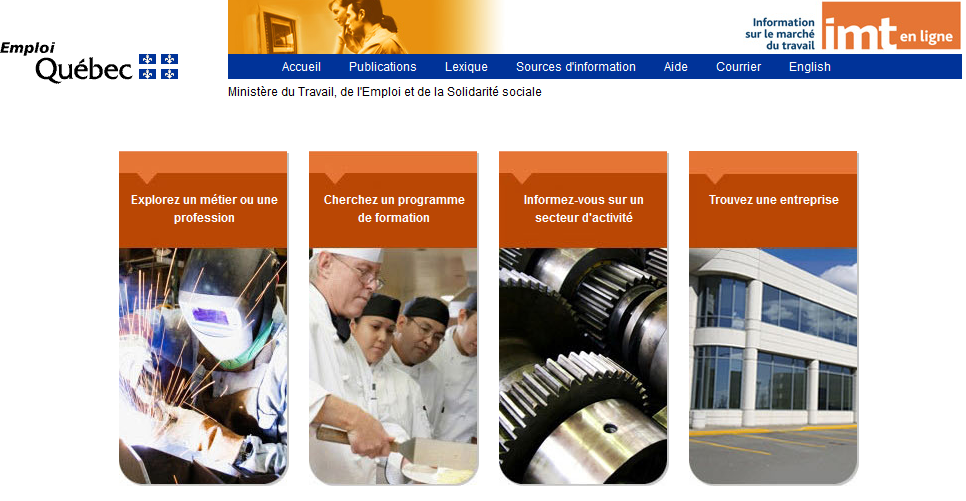 Emploi
Québec
Information
sur le marché
du travail
imt en ligne
Accueil Publications Lexique Sources d'information Aide Courrier English
Ministère du Travail, de l'Emploi et de la Solidarité sociale
Explorez un métier ou une
profession
Cherchez un programme
de formation
Informez-vous sur un
secteur d'activité
Trouvez une entreprise